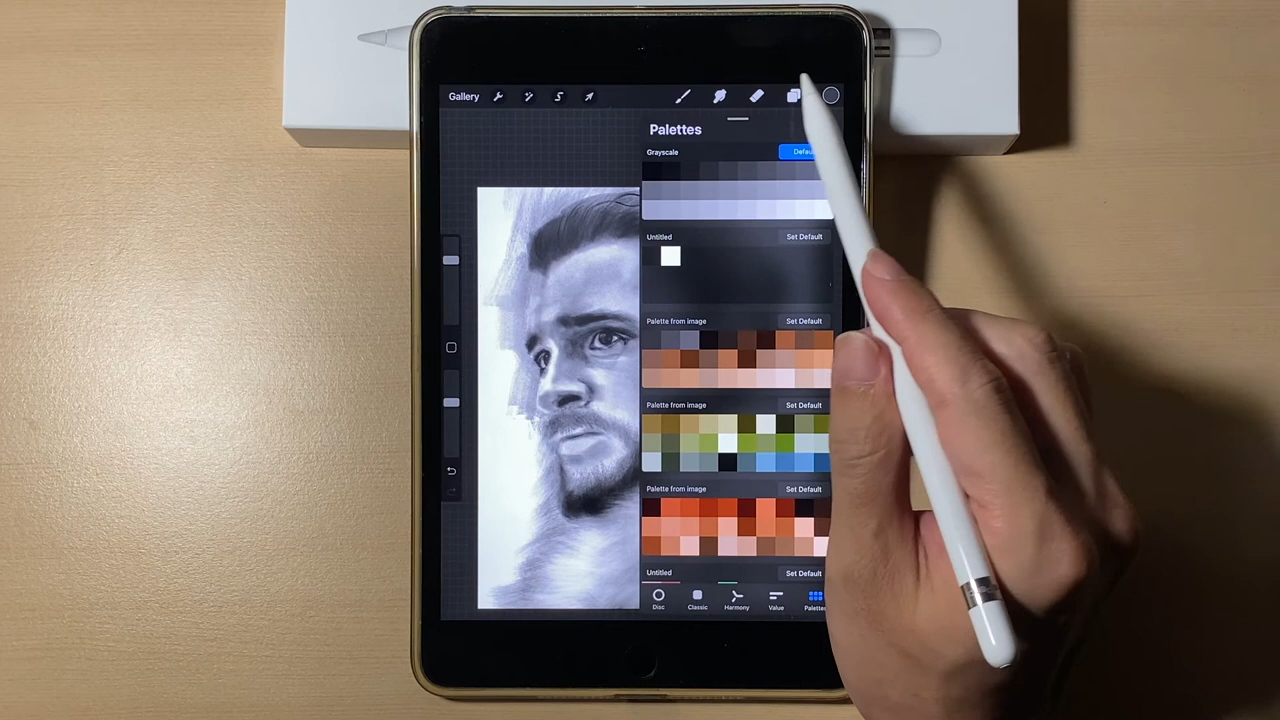 Gallery
Palettes
Grayscale
Untitled Set Default
Palette from image Set Default
Palette from image Set Default
Palette from image Set Default
Untitled Set Default
Disc Classic Harmony Value Palettes